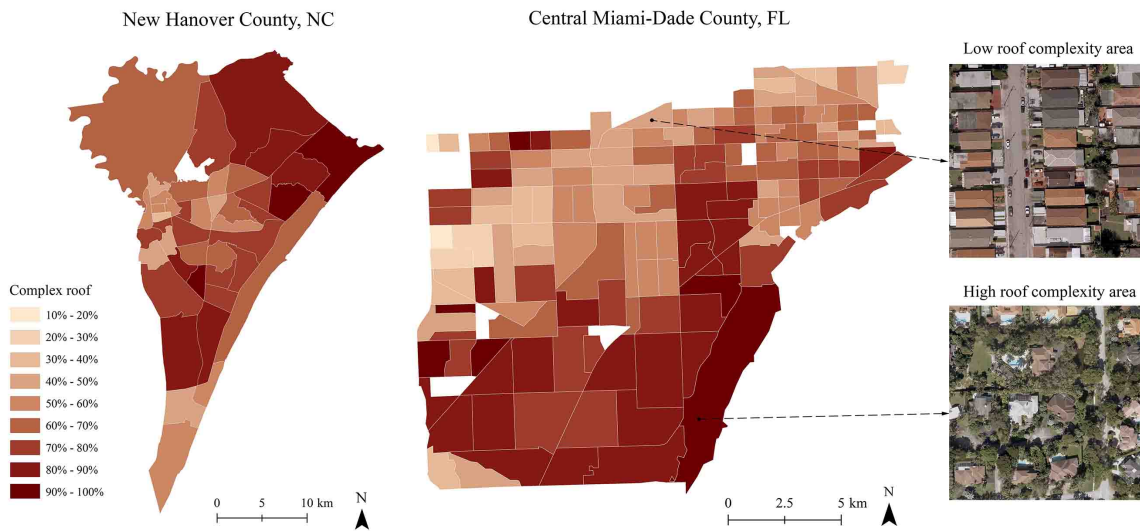 New Hanover County, NC
Central Miami-Dade County, FL
Low roof complexity area
High roof complexity area
Complex roof
10% - 20%
20% - 30%
30% - 40%
40% - 50%
50% - 60%
60% - 70%
70% - 80%
80% - 90%
90% - 100%
0 5 10 km
N
0 2.5 5 km
N